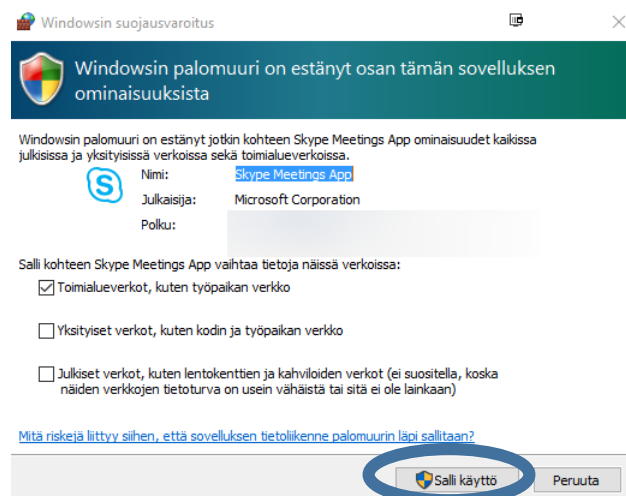 Windowsin suojausvaroitus
Windowsin palomuuri on estänyt osan tämän sovelluksen
ominaisuuksista
Windowsin palomuuri on estänyt jotkin kohteen Skype Meetings App ominaisuudet kaikissa
julkisissa ja yksityisissä verkoissa sekä toimialueverkoissa.
Nimi: Skype Meetings App
Julkaisija: Microsoft Corporation
Polku:
Salli kohteen Skype Meetings App vaihtaa tietoja näissä verkoissa:
Toimialueverkot, kuten työpaikan verkko
Yksityiset verkot, kuten kodin ja työpaikan verkko
Julkiset verkot, kuten lentokenttien ja kahviloiden verkot (ei suositella, koska
näiden verkkojen tietoturva on usein vähäistä tai sitä ei ole lainkaan)
Mitä riskejä liittyy siihen, että sovelluksen tietoliikenne palomuurin läpi sallitaan?
Salli käyttö Peruuta